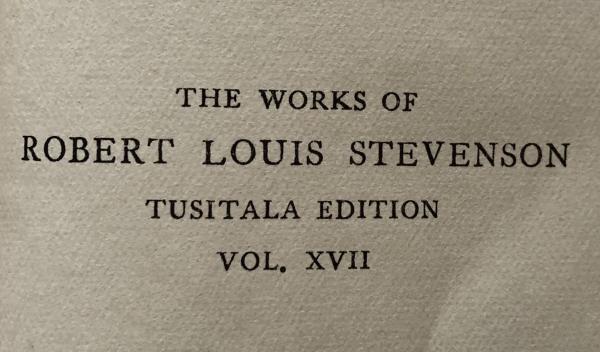 THE WORKS OF
ROBERT LOUIS STEVENSON
TUSITALA EDITION
VOL. XVII